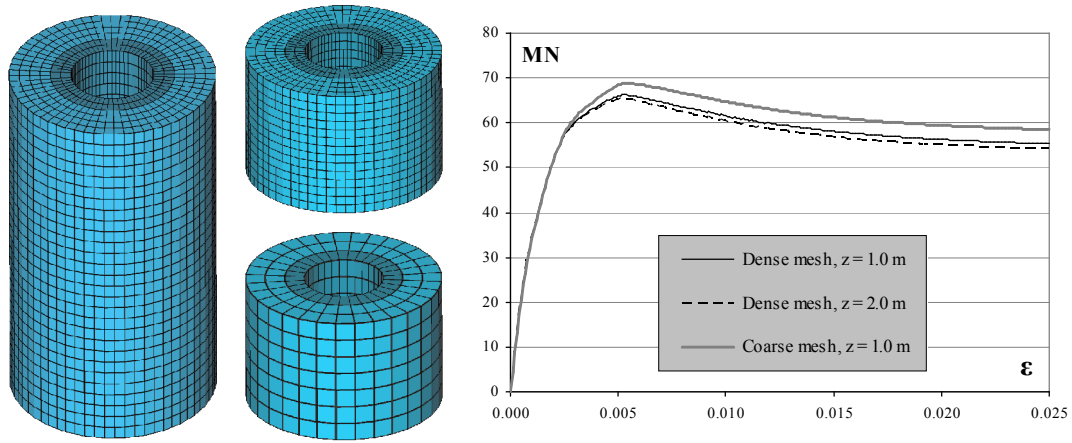 80
MN
70
60
50
40
30
20
10
0
Dense mesh, z = 1.0 m
Dense mesh, z = 2.0 m
Coarse mesh, z = 1.0 m
ε
0.000 0.005 0.010 0.015 0.020 0.025